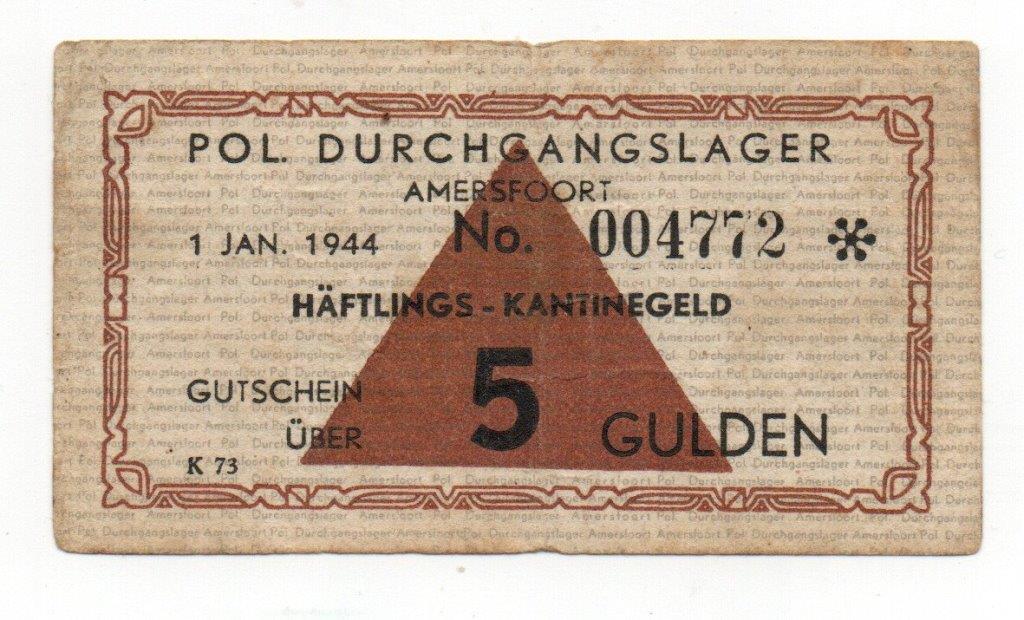 POL. DURCHGANGSLAGER
AMERSFOORT
1 JAN. 1944 No. 004772 *
HÄFTLINGS - KANTINEGELD
GUTSCHEIN
ÜBER
5 GULDEN
K 73